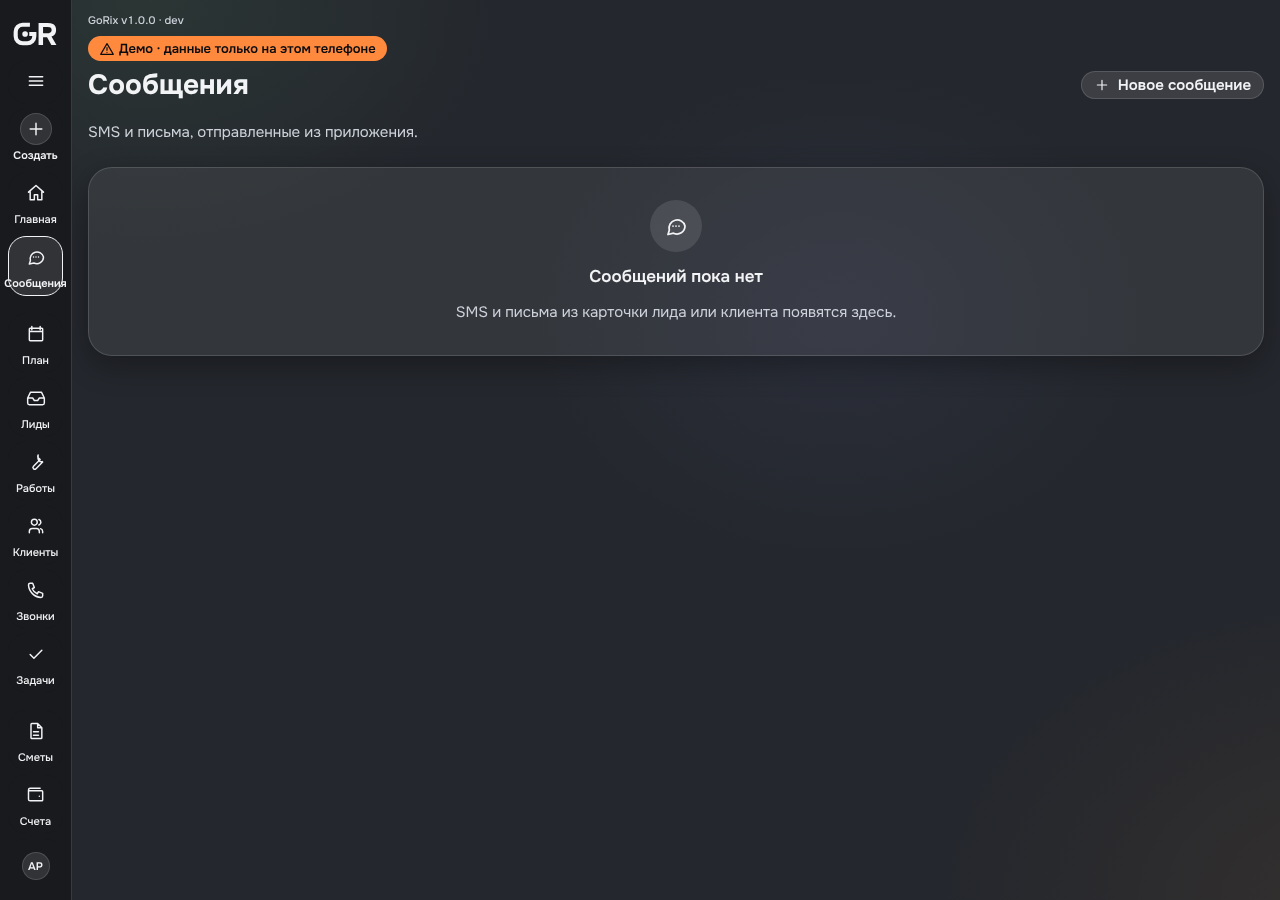 GR
GoRix v1.0.0 · dev
Демо · данные только на этом телефоне
Сообщения
Новое сообщение
SMS и письма, отправленные из приложения.
Сообщений пока нет
SMS и письма из карточки лида или клиента появятся здесь.
Создать
Главная
Сообщения
План
Лиды
Работы
Клиенты
Звонки
Задачи
Сметы
Счета
AP